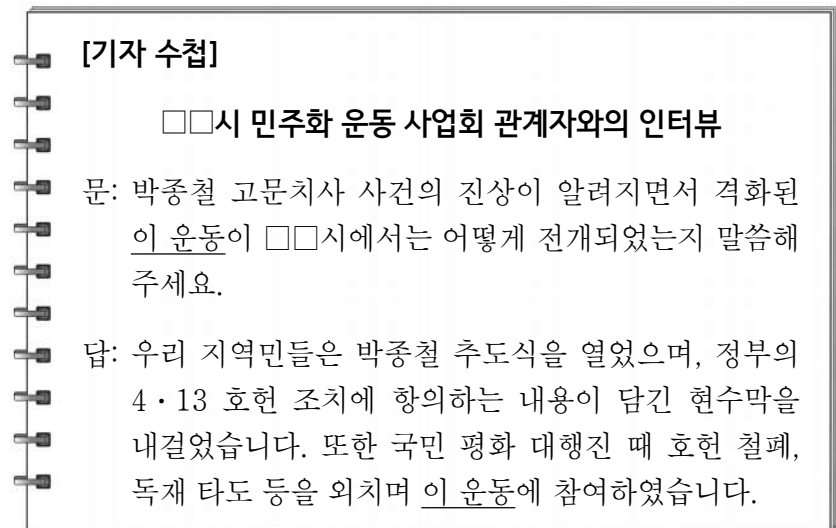 [기자 수첩]
□□시 민주화 운동 사업회 관계자와의 인터뷰
문: 박종철 고문치사 사건의 진상이 알려지면서 격화된
이 운동이 □□시에서는 어떻게 전개되었는지 말씀해
주세요.
답: 우리 지역민들은 박종철 추도식을 열었으며, 정부의
4·13 호헌 조치에 항의하는 내용이 담긴 현수막을
내걸었습니다. 또한 국민 평화 대행진 때 호헌 철폐,
독재 타도 등을 외치며 이 운동에 참여하였습니다.